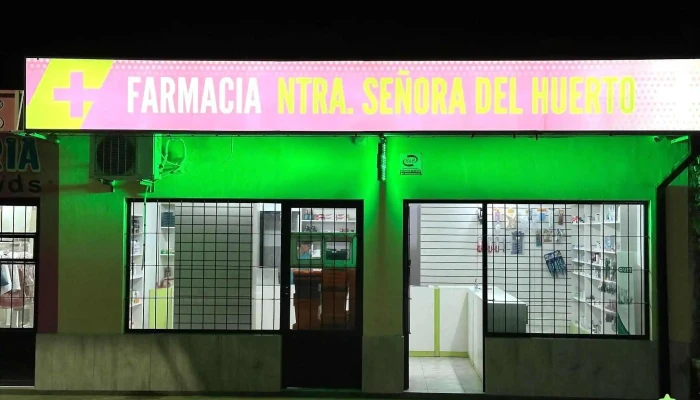 FARMACIA NTRA. SEÑORA DEL HUERTO